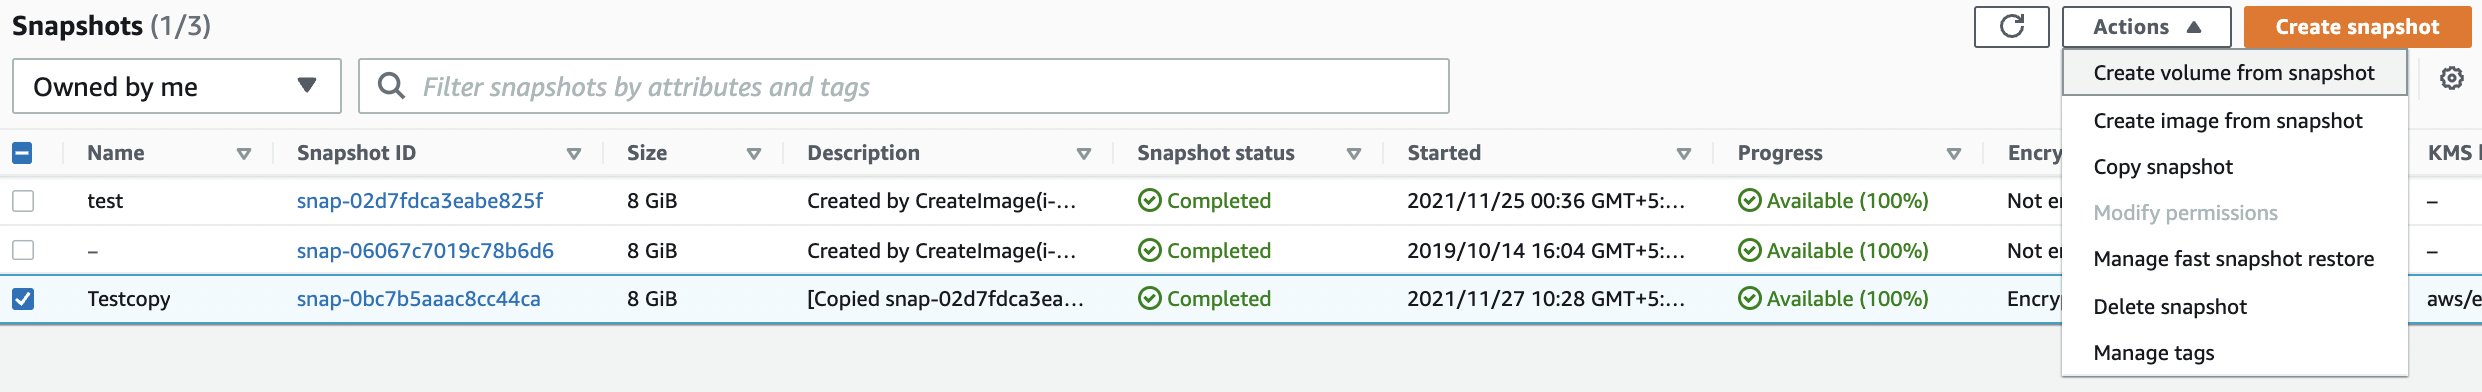 Snapshots (1/3)
Actions
Create snapshot
Owned by me
Filter snapshots by attributes and tags
Create volume from snapshot
Create image from snapshot
Copy snapshot
Modify permissions
Manage fast snapshot restore
Delete snapshot
Manage tags
Name Snapshot ID Size Description Snapshot status Started Progress Encry KMS
test snap-02d7fdca3eabe825f 8 GiB Created by CreateImage(i-... Completed 2021/11/25 00:36 GMT+5:... Available (100%) Not en –
– snap-06067c7019c78b6d6 8 GiB Created by CreateImage(i-... Completed 2019/10/14 16:04 GMT+5:... Available (100%) Not en –
Testcopy snap-0bc7b5aaac8cc44ca 8 GiB [Copied snap-02d7fdca3ea... Completed 2021/11/27 10:28 GMT+5:... Available (100%) Encryp aws/e